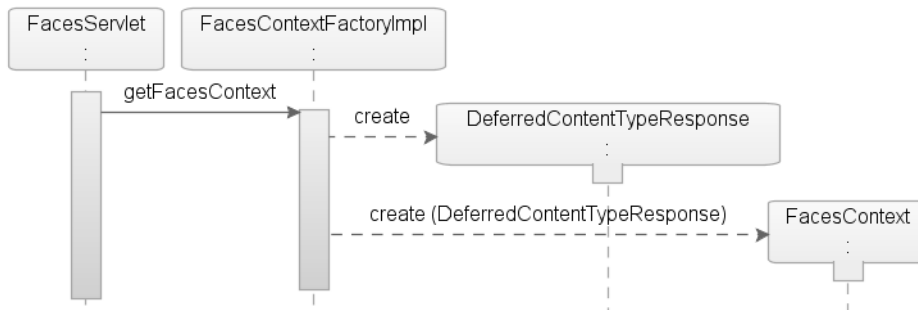 FacesServlet
:
FacesContextFactoryImpl
:
getFacesContext
create
DeferredContentTypeResponse
:
create (DeferredContentTypeResponse)
FacesContext
: